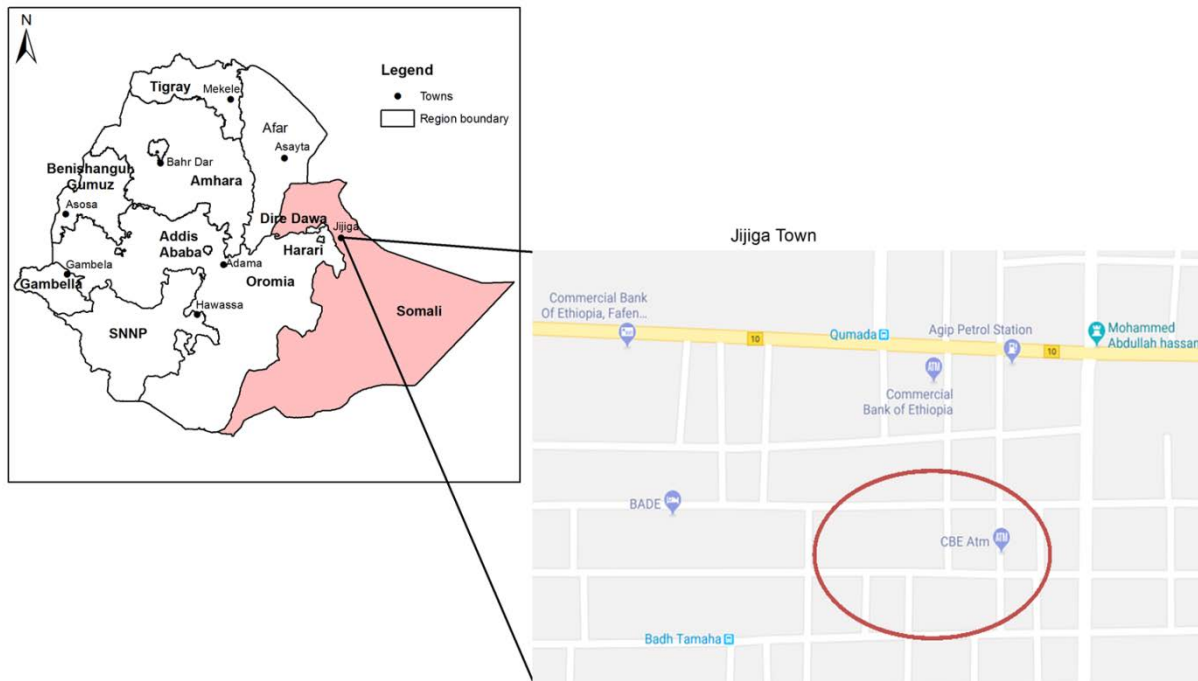 N
Legend
Towns
Region boundary
Tigray
Mekele
Afar
Asayta
Bahr Dar
Benishangul
Gumuz
Amhara
Asosa
Dire Dawa
Jijiga
Addis
Ababa
Harari
Gambela
Adama
Gambella
Oromia
Hawassa
Somali
SNNP
Jijiga Town
Commercial Bank
Of Ethiopia, Fafen...
10
Qumada
Agip Petrol Station
10
Mohammed
Abdullah hassan
ATM
Commercial
Bank of Ethiopia
BADE
CBE Atm
ATM
Badh Tamaha